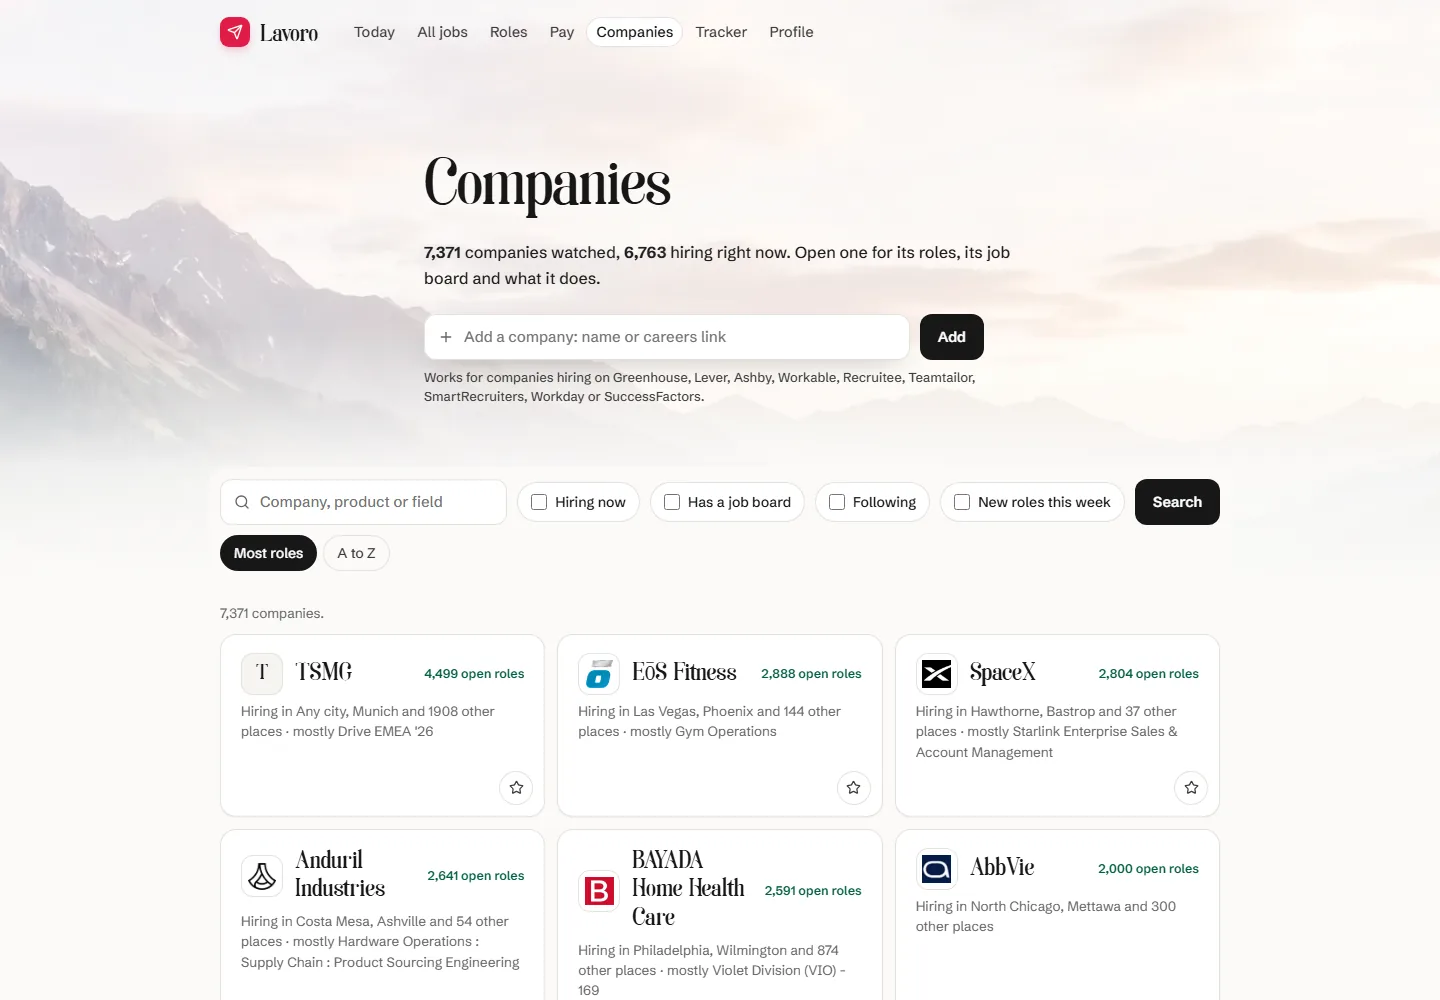 Lavoro
Today
All jobs
Roles
Pay
Companies
Tracker
Profile
Companies
7,371 companies watched, 6,763 hiring right now. Open one for its roles, its job
board and what it does.
Add a company: name or careers link
Add
Works for companies hiring on Greenhouse, Lever, Ashby, Workable, Recruitee, Teamtailor,
SmartRecruiters, Workday or SuccessFactors.
Company, product or field
Hiring now
Has a job board
Following
New roles this week
Search
Most roles
A to Z
7,371 companies.
T
TSMG
4,499 open roles
Hiring in Any city, Munich and 1908 other
places · mostly Drive EMEA '26
EōS Fitness
2,888 open roles
Hiring in Las Vegas, Phoenix and 144 other
places · mostly Gym Operations
SpaceX
2,804 open roles
Hiring in Hawthorne, Bastrop and 37 other
places · mostly Starlink Enterprise Sales &
Account Management
Anduril
Industries
2,641 open roles
Hiring in Costa Mesa, Ashville and 54 other
places · mostly Hardware Operations :
Supply Chain : Product Sourcing Engineering
B
BAYADA
Home Health
Care
2,591 open roles
Hiring in Philadelphia, Wilmington and 874
other places · mostly Violet Division (VIO) -
169
AbbVie
2,000 open roles
Hiring in North Chicago, Mettawa and 300
other places